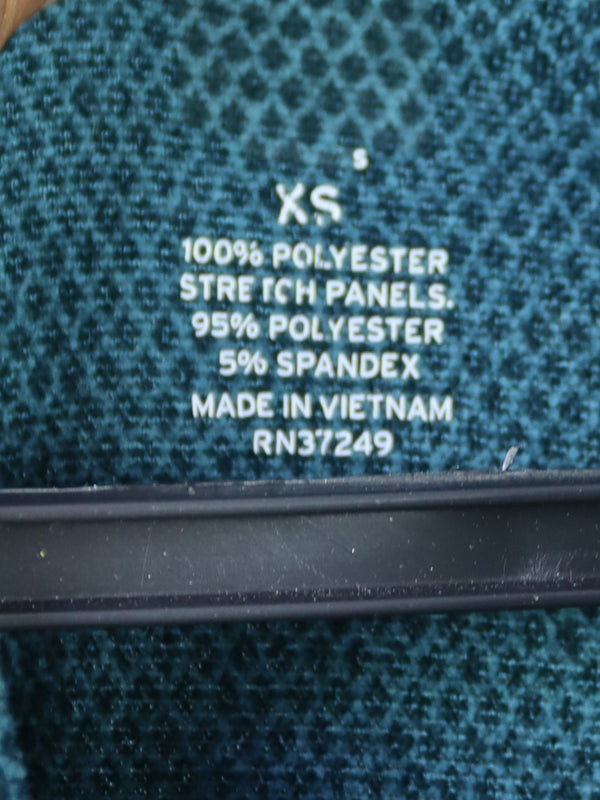 S
XS
100% POLYESTER
STRETCH PANELS.
95% POLYESTER
5% SPANDEX
MADE IN VIETNAM
RN37249